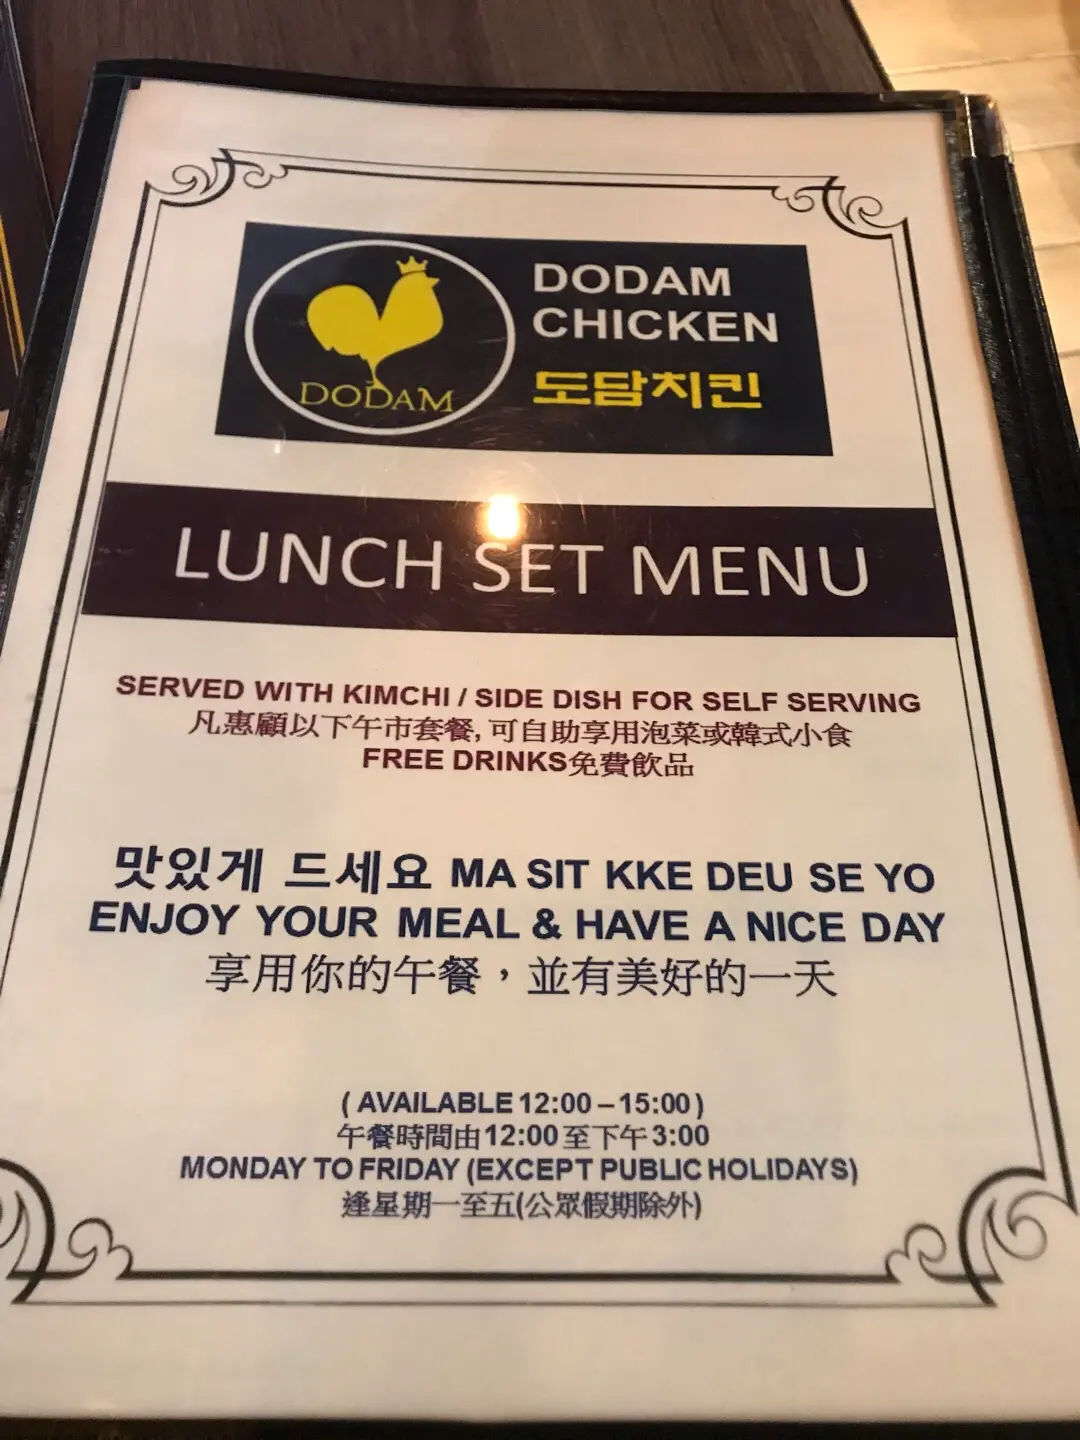 DODAM
DODAM
CHICKEN
도담치킨
LUNCH SET MENU
SERVED WITH KIMCHI / SIDE DISH FOR SELF SERVING
凡惠顧以下午市套餐, 可自助享用泡菜或韓式小食
FREE DRINKS免費飲品
맛있게 드세요 MA SIT KKE DEU SE YO
ENJOY YOUR MEAL & HAVE A NICE DAY
享用你的午餐，並有美好的一天
( AVAILABLE 12:00 – 15:00 )
午餐時間由 12:00 至下午 3:00
MONDAY TO FRIDAY (EXCEPT PUBLIC HOLIDAYS)
逢星期一至五(公眾假期除外)